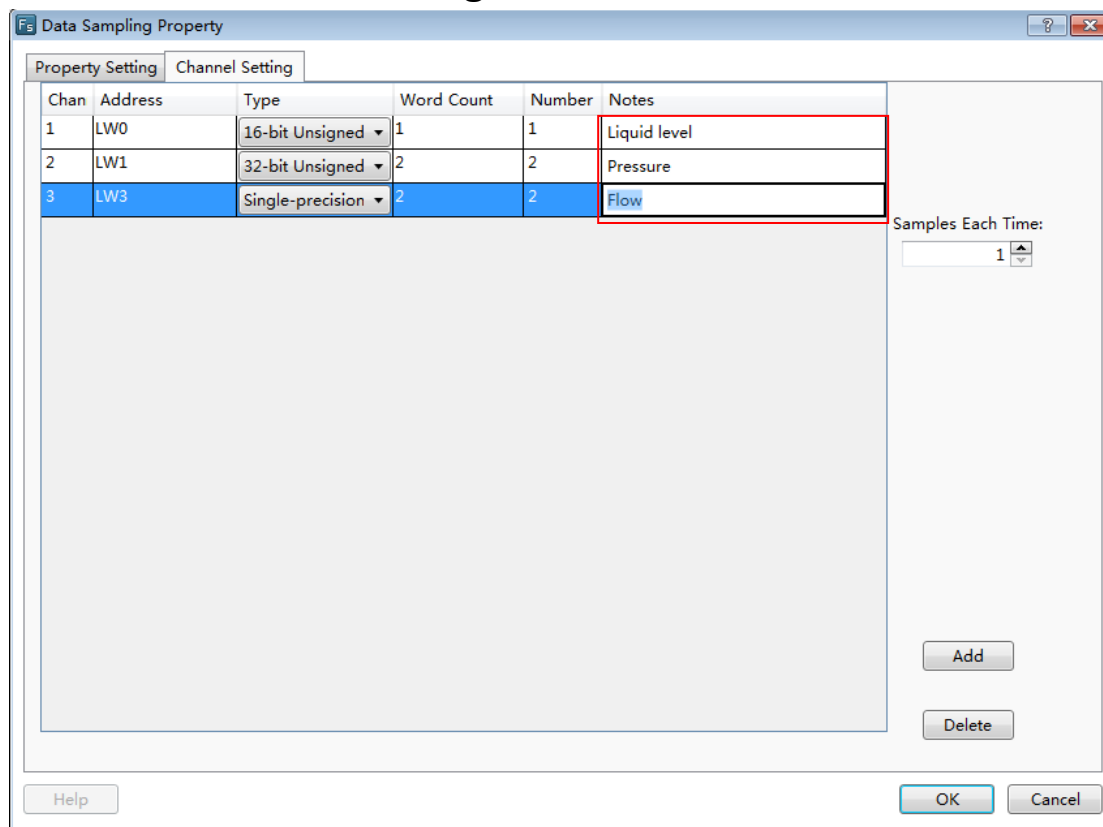 Fs Data Sampling Property
Property Setting Channel Setting
Chan Address Type Word Count Number Notes
1 LW0 16-bit Unsigned 1 1 Liquid level
2 LW1 32-bit Unsigned 2 2 Pressure
3 LW3 Single-precision 2 2 Flow
Samples Each Time:
1
Add
Delete
Help OK Cancel